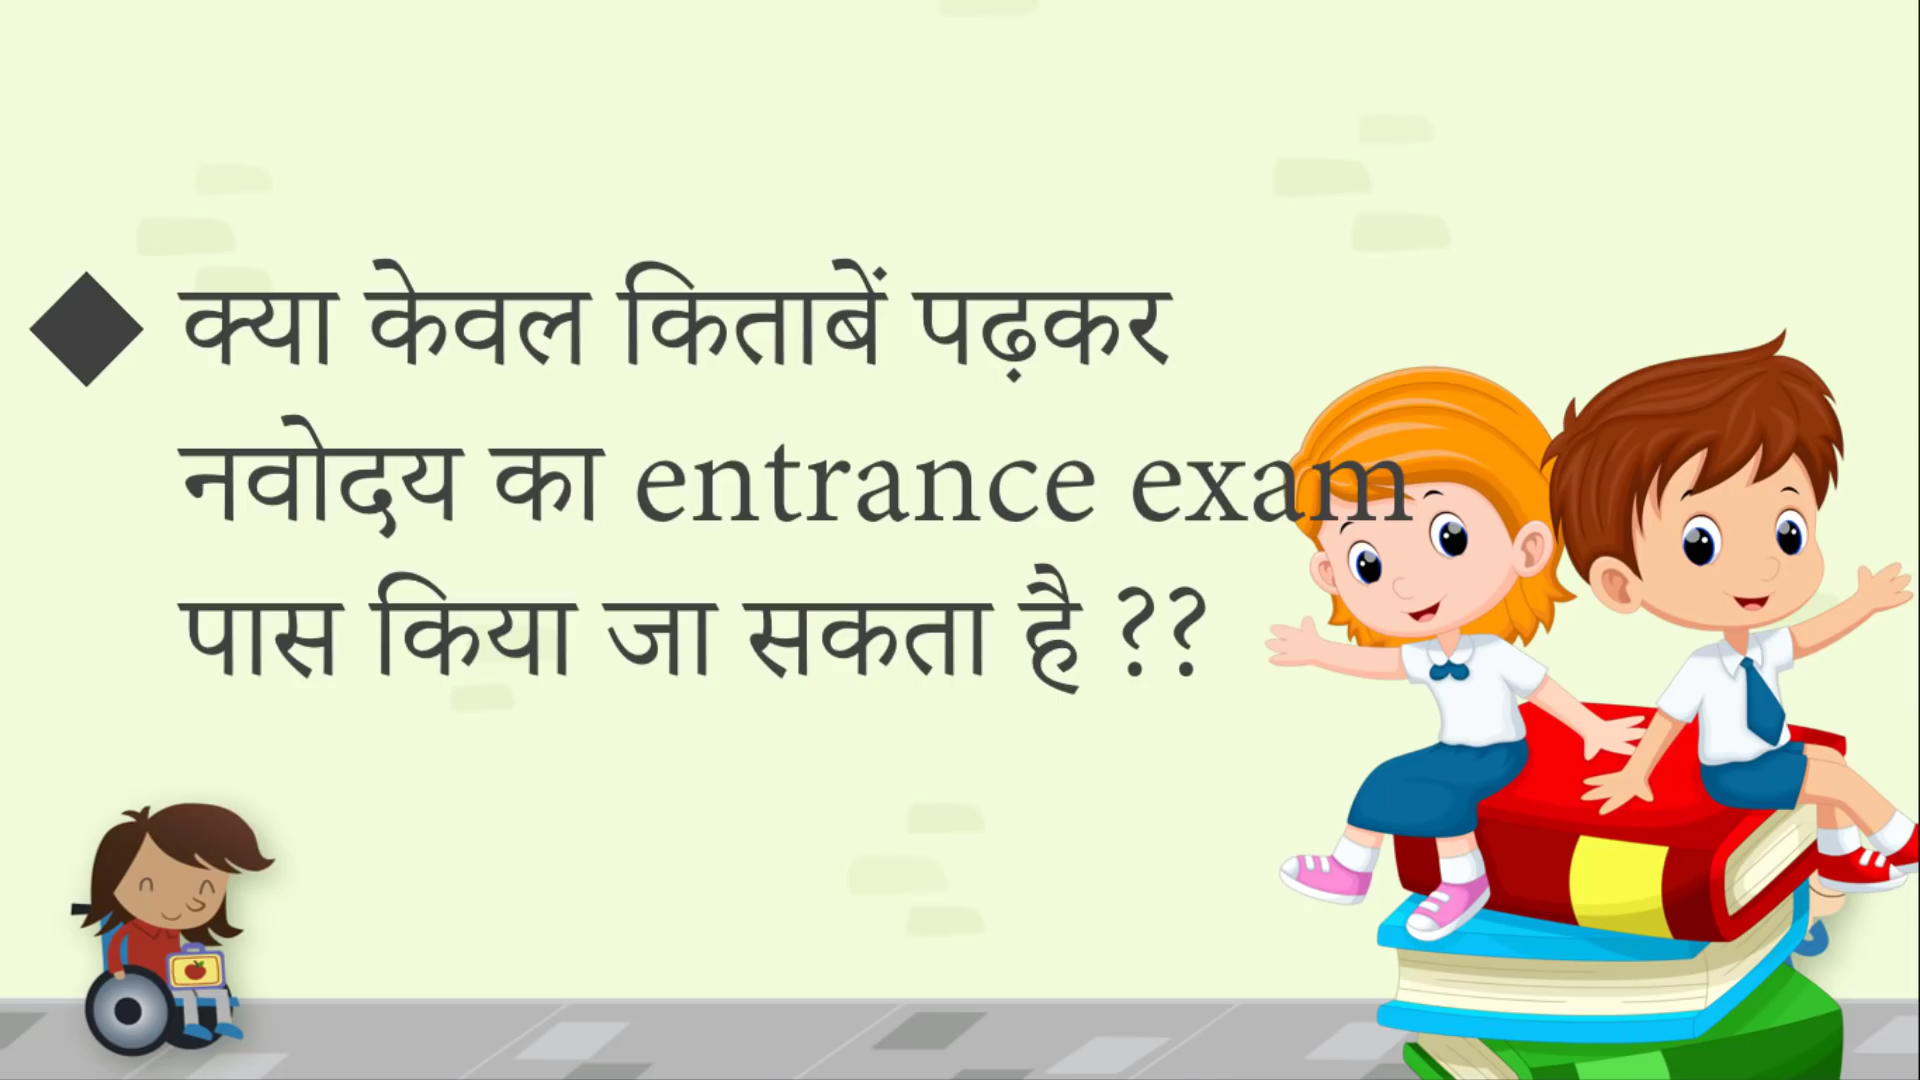 क्या केवल किताबें पढ़कर
नवोदय का entrance exam
पास किया जा सकता है ??